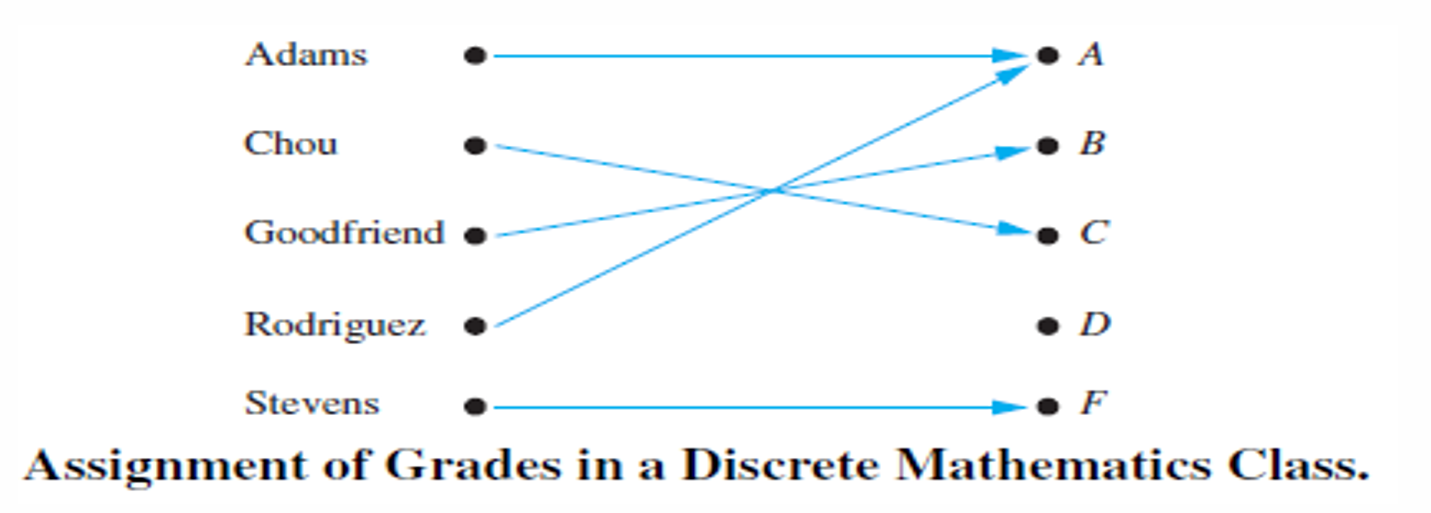 Adams A
Chou B
Goodfriend C
Rodriguez D
Stevens F
Assignment of Grades in a Discrete Mathematics Class.